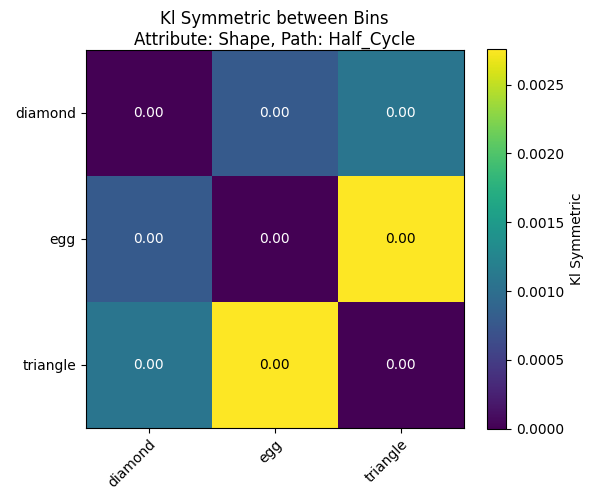 Kl Symmetric between Bins
Attribute: Shape, Path: Half_Cycle
diamond
0.00 0.00 0.00
egg
0.00 0.00 0.00
triangle
0.00 0.00 0.00
diamond
egg
triangle
0.0025
0.0020
0.0015
0.0010
0.0005
0.0000
Kl Symmetric